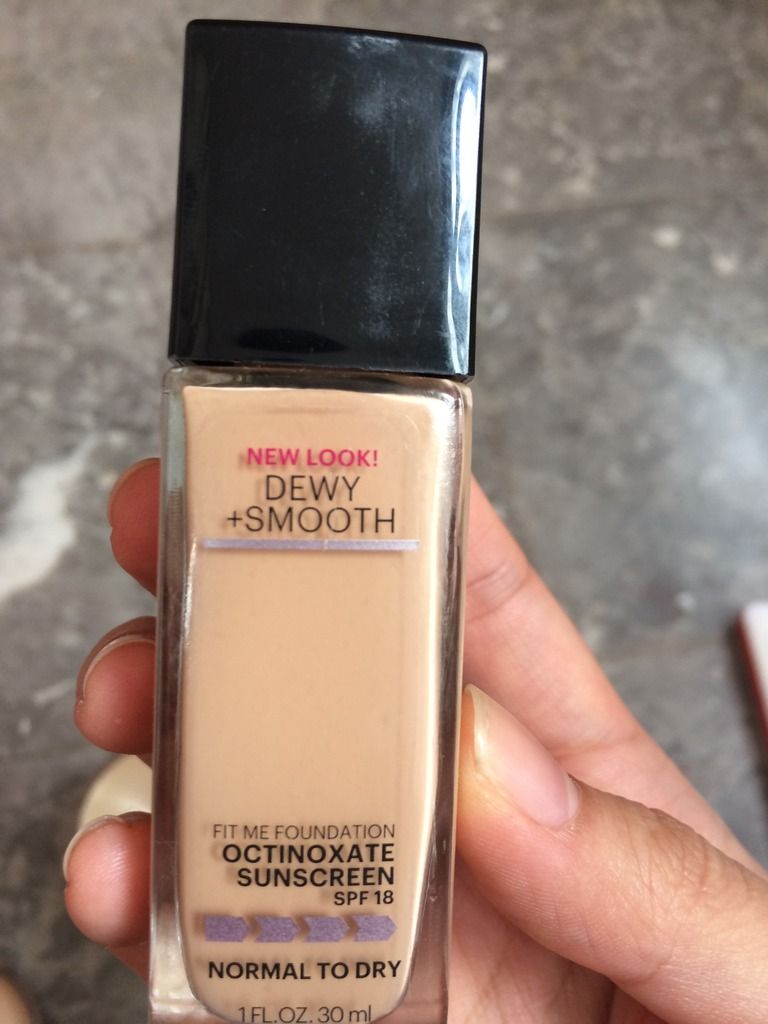 NEW LOOK!
DEWY
+SMOOTH
FIT ME FOUNDATION
OCTINOXATE
SUNSCREEN
SPF 18
NORMAL TO DRY
1 FL.OZ. 30 ml